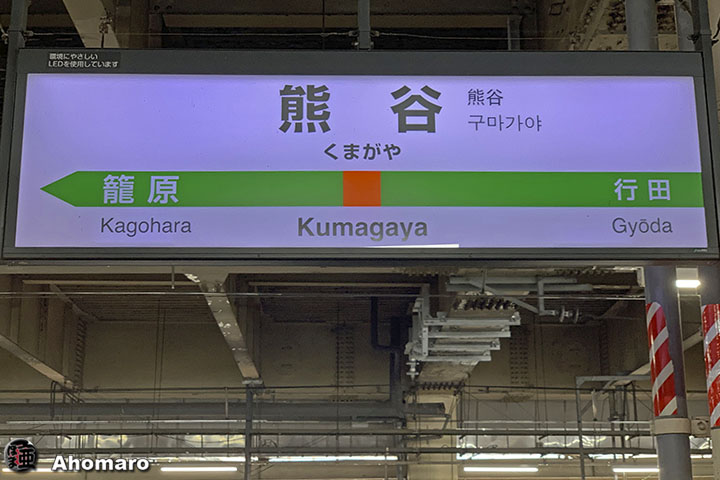 環境にやさしい
LEDを使用しています
熊谷
熊谷
구마가야
くまがや
籠原
行田
Kagohara
Kumagaya
Gyōda
Ahomaro